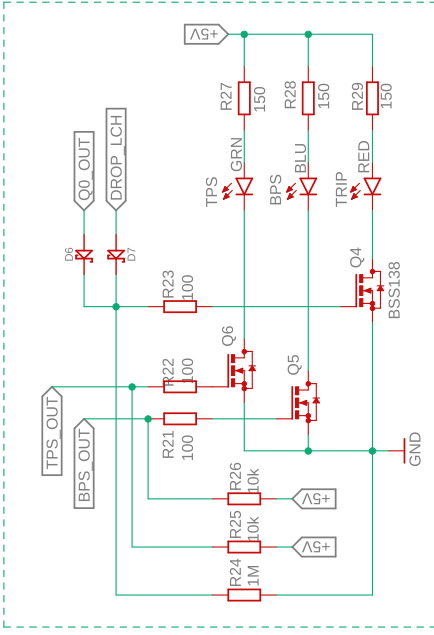 +5V
R27
150
R28
150
R29
150
Q0_OUT
DROP_LCH
GRN
BLU
RED
TPS
BPS
TRIP
D6
D7
Q4
BSS138
R23
100
Q6
R22
100
Q5
TPS_OUT
BPS_OUT
R21
100
GND
R26
10k
+5V
R25
10k
+5V
R24
1M